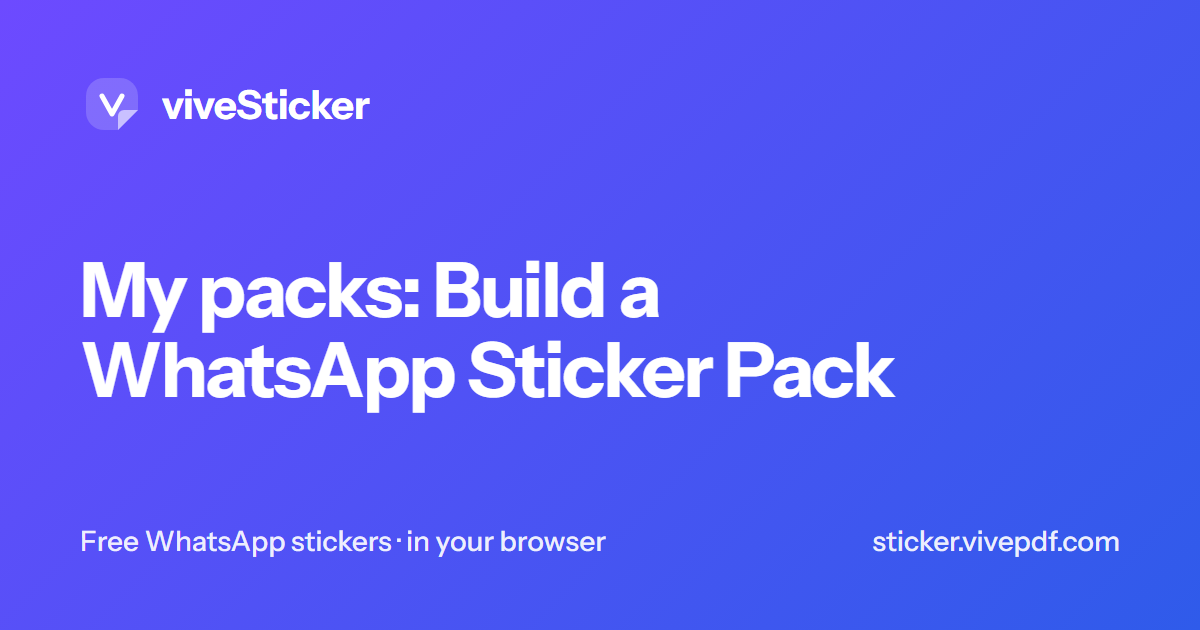 viveSticker
My packs: Build a
WhatsApp Sticker Pack
Free WhatsApp stickers · in your browser
sticker.vivepdf.com